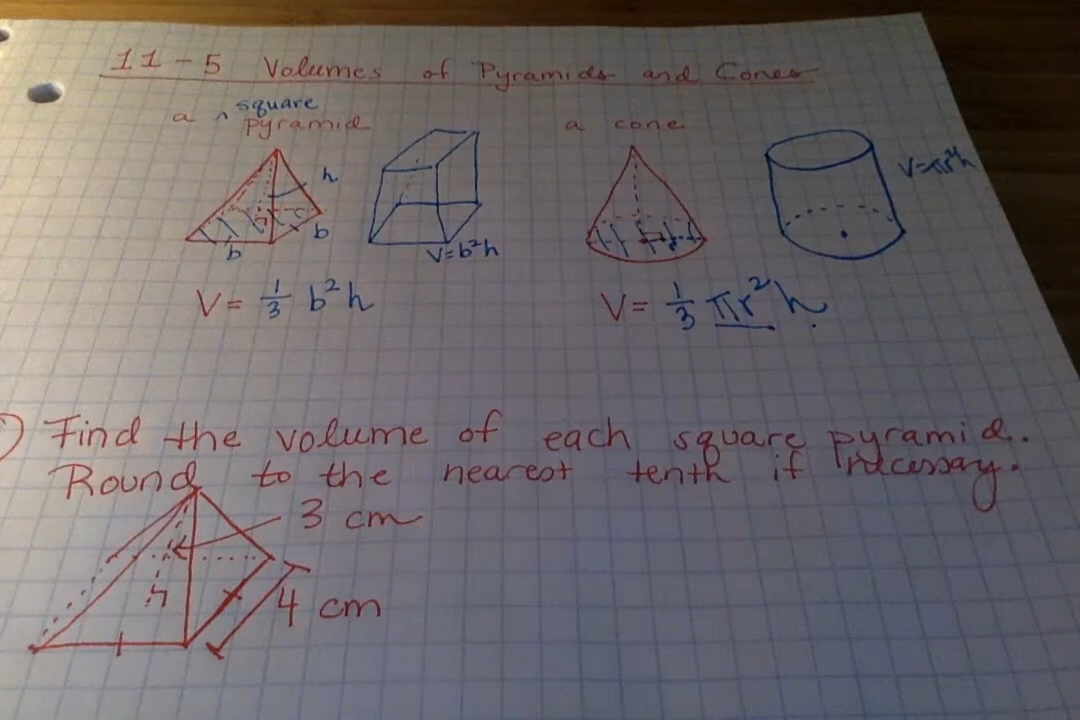 11-5 Volumes of Pyramids and Cones
a ^ square pyramid
a cone
h
b
b
V=b²h
V=πr²h
V= 1/3 b²h
V= 1/3 πr²h
) Find the volume of each square pyramid.
Round to the nearest tenth if necessary.
3 cm
4 cm